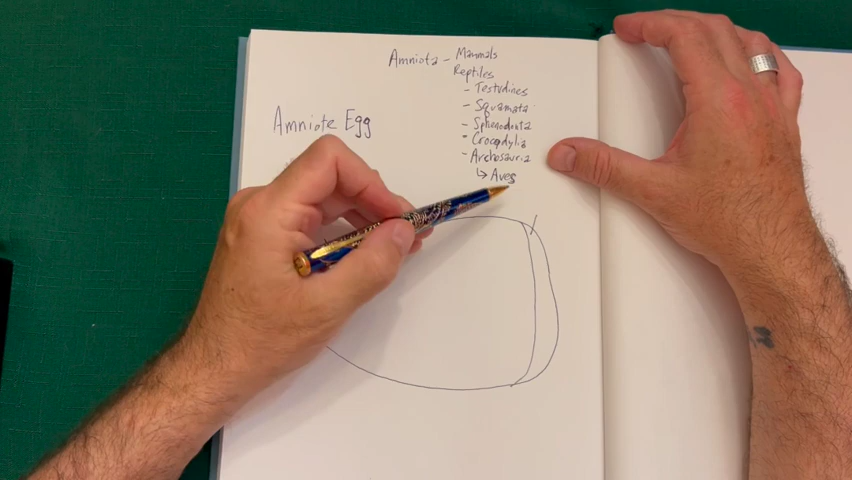 Amniota - Mammals
Reptiles
- Testudines
- Squamata
- Sphenodonta
- Crocodylia
- Archosauria
↳ Aves
Amniote Egg